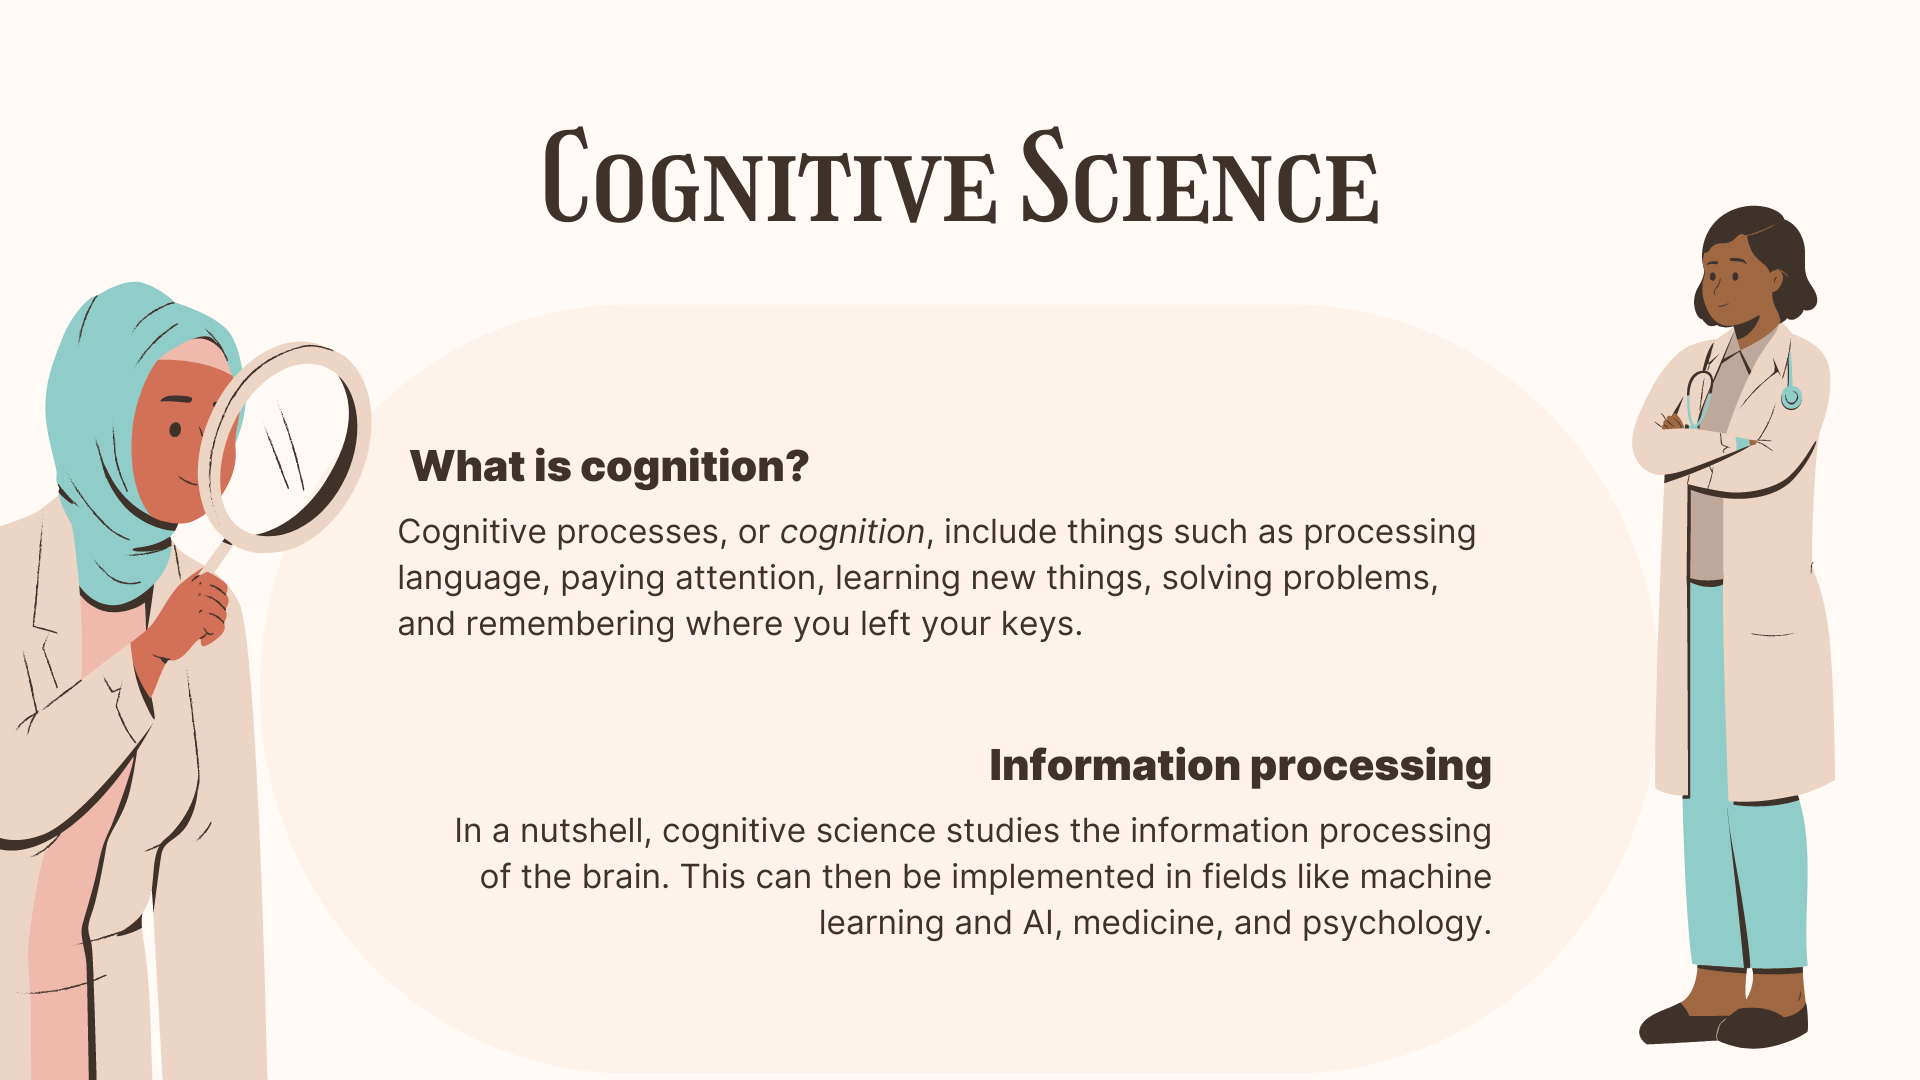 Cognitive Science
What is cognition?
Cognitive processes, or cognition, include things such as processing
language, paying attention, learning new things, solving problems,
and remembering where you left your keys.
Information processing
In a nutshell, cognitive science studies the information processing
of the brain. This can then be implemented in fields like machine
learning and AI, medicine, and psychology.